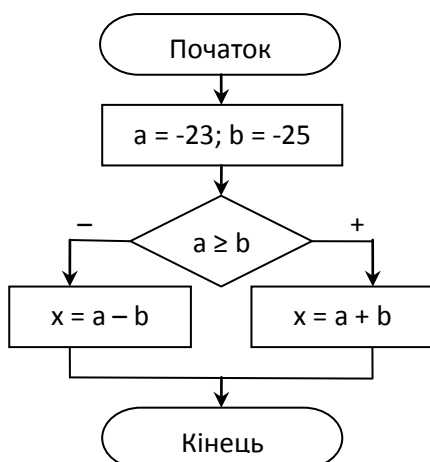 Початок
a = -23; b = -25
–
+
a ≥ b
x = a – b
x = a + b
Кінець